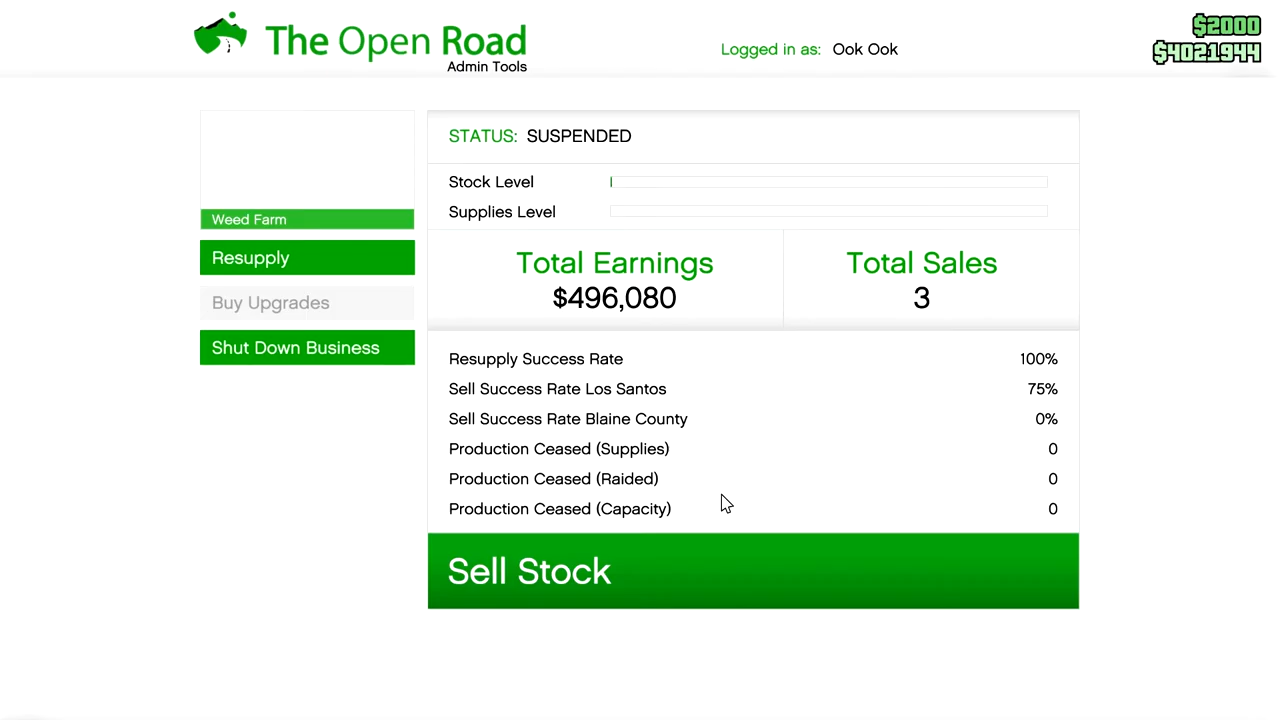 The Open Road
Admin Tools
Logged in as: Ook Ook
$2000
$4021944
Weed Farm
Resupply
Buy Upgrades
Shut Down Business
STATUS: SUSPENDED
Stock Level
Supplies Level
Total Earnings
$496,080
Total Sales
3
Resupply Success Rate 100%
Sell Success Rate Los Santos 75%
Sell Success Rate Blaine County 0%
Production Ceased (Supplies) 0
Production Ceased (Raided) 0
Production Ceased (Capacity) 0
Sell Stock